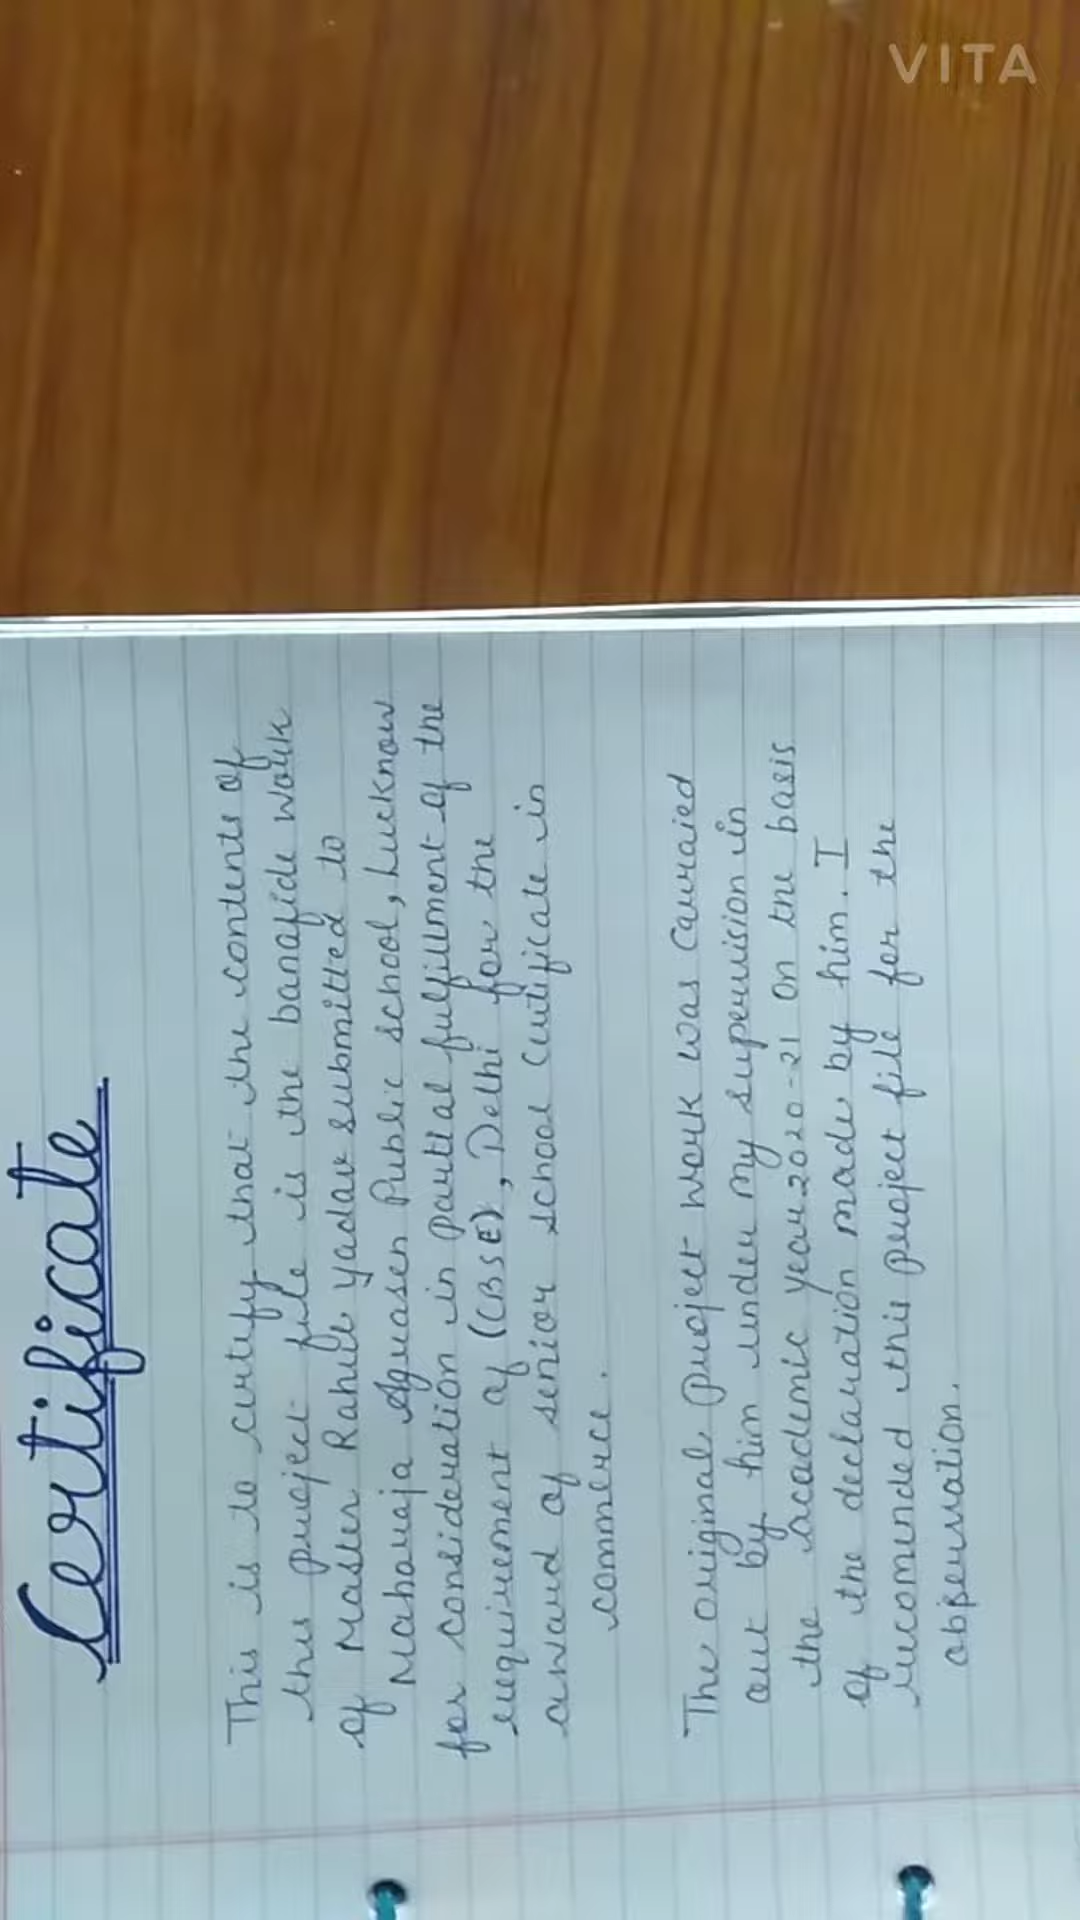 Certificate
This is to certify that the contents of
this project file is the banafide work
of Master Rahul yadav submitted to
Maharaja Agrasen Public school, Lucknow
for consideration in partial fulfillment of the
requirement of (CBSE), Delhi for the
award of senior school certificate in
commerce.
The original project work was carraied
out by him under my supervision in
the academic year 2020-21 on the basis
of the declaration made by him. I
recomended this project file for the
obserration.
VITA